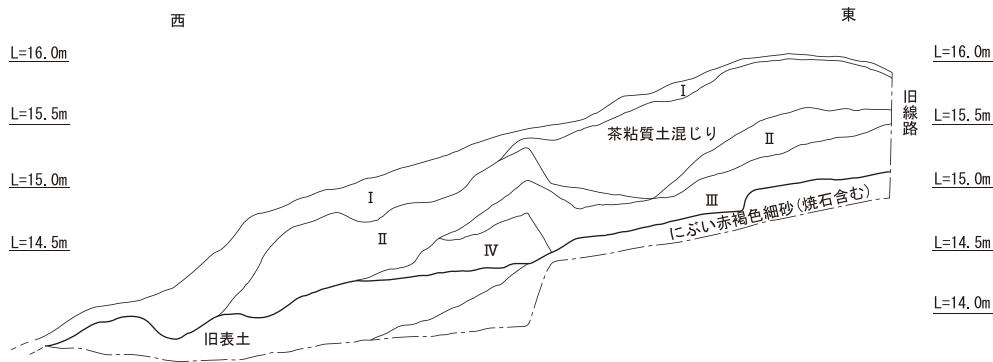 西
東
L=16.0m
L=16.0m
Ⅰ
旧線路
L=15.5m
L=15.5m
茶粘質土混じり
Ⅱ
L=15.0m
L=15.0m
Ⅰ
Ⅲ
にぶい赤褐色細砂(焼石含む)
L=14.5m
Ⅱ
Ⅳ
L=14.5m
L=14.0m
旧表土